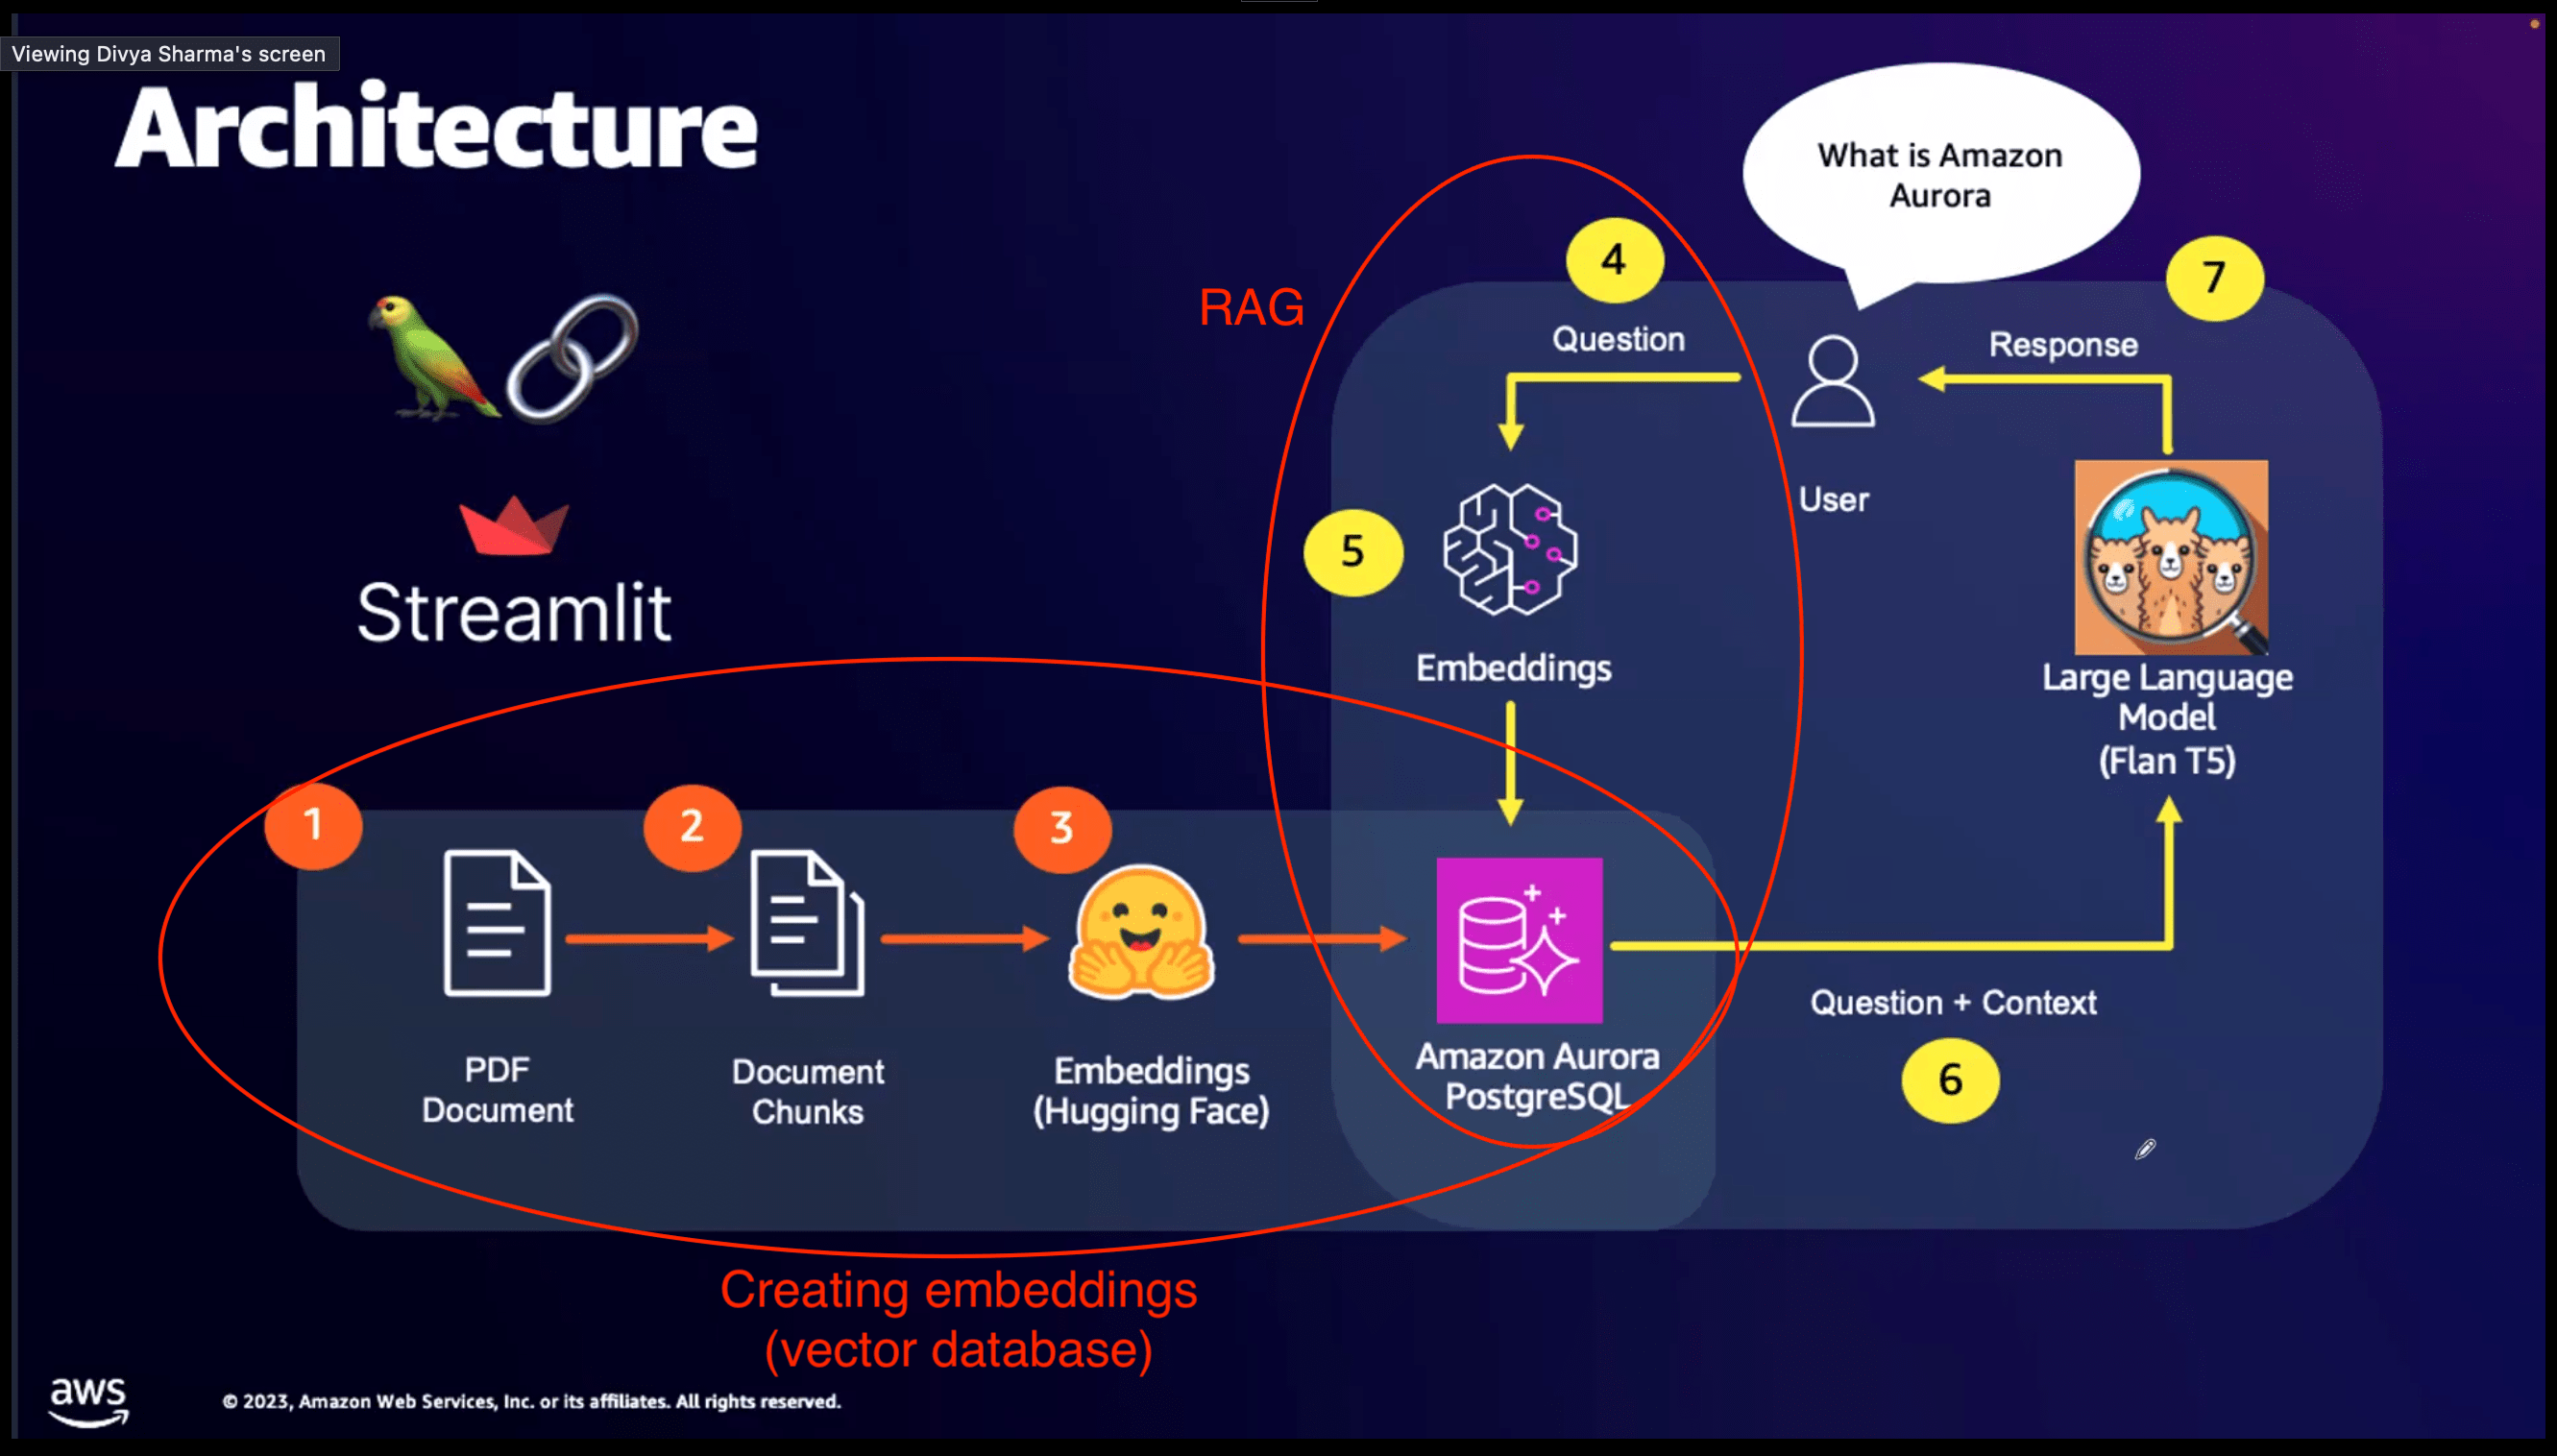 Viewing Divya Sharma's screen
Architecture
Streamlit
RAG
What is Amazon
Aurora
4
Question
7
Response
5
User
Embeddings
Large Language
Model
(Flan T5)
1
2
3
PDF
Document
Document
Chunks
Embeddings
(Hugging Face)
Amazon Aurora
PostgreSQL
Question + Context
6
Creating embeddings
(vector database)
aws
© 2023, Amazon Web Services, Inc. or its affiliates. All rights reserved.